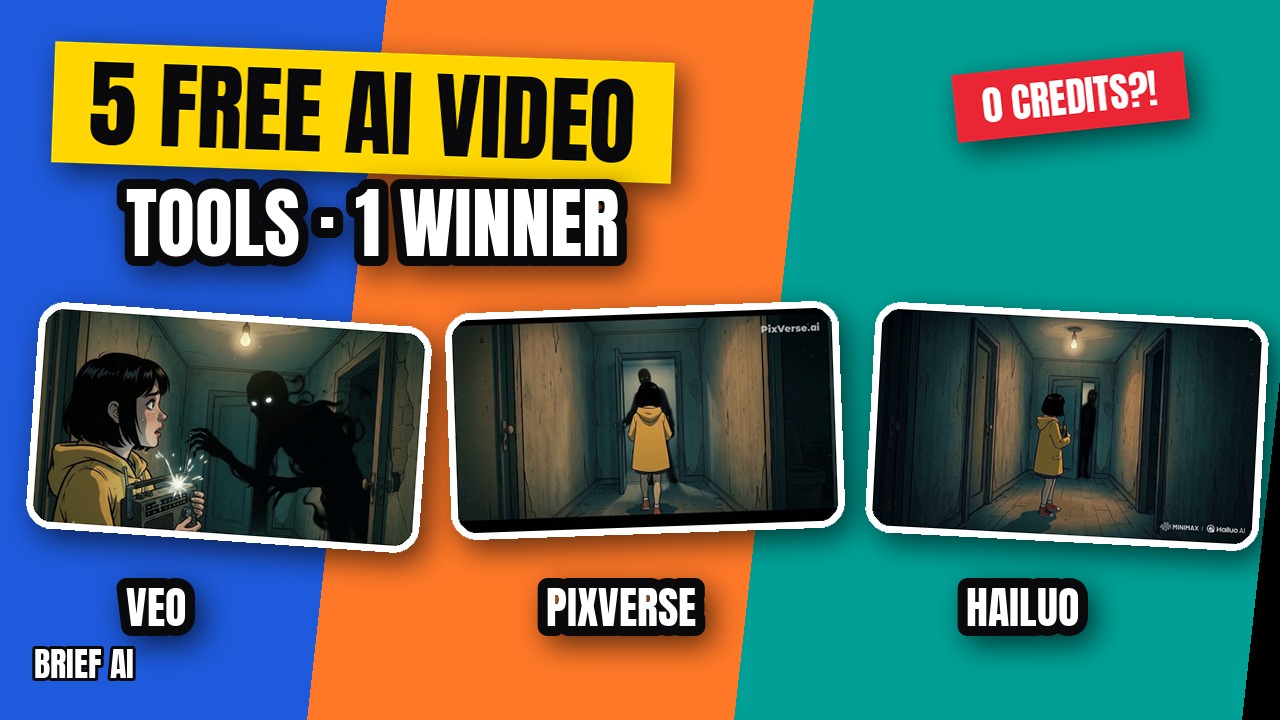 5 FREE AI VIDEO
0 CREDITS?!
TOOLS · 1 WINNER
PixVerse.ai
MINIMAX | Hailuo AI
VEO
PIXVERSE
HAILUO
BRIEF AI